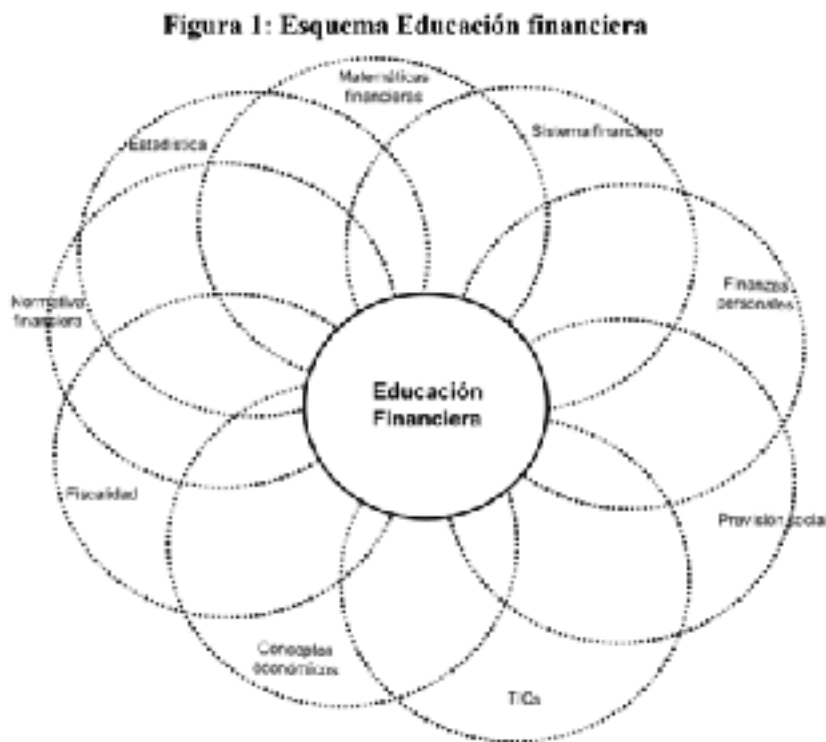 Figura 1: Esquema Educación financiera
Matemáticas
financieras
Sistema financiero
Estadística
Finanzas
personales
Normativa
financiera
Educación
Financiera
Fiscalidad
Previsión social
Conceptos
económicos
TICs